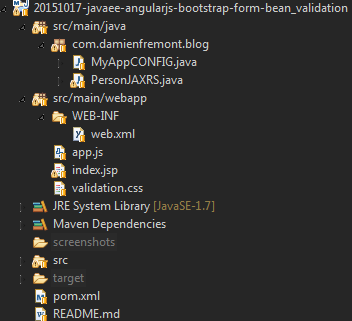 20151017-javaee-angularjs-bootstrap-form-bean_validation
src/main/java
com.damienfremont.blog
MyAppCONFIG.java
PersonJAXRS.java
src/main/webapp
WEB-INF
web.xml
app.js
index.jsp
validation.css
JRE System Library [JavaSE-1.7]
Maven Dependencies
screenshots
src
target
pom.xml
README.md